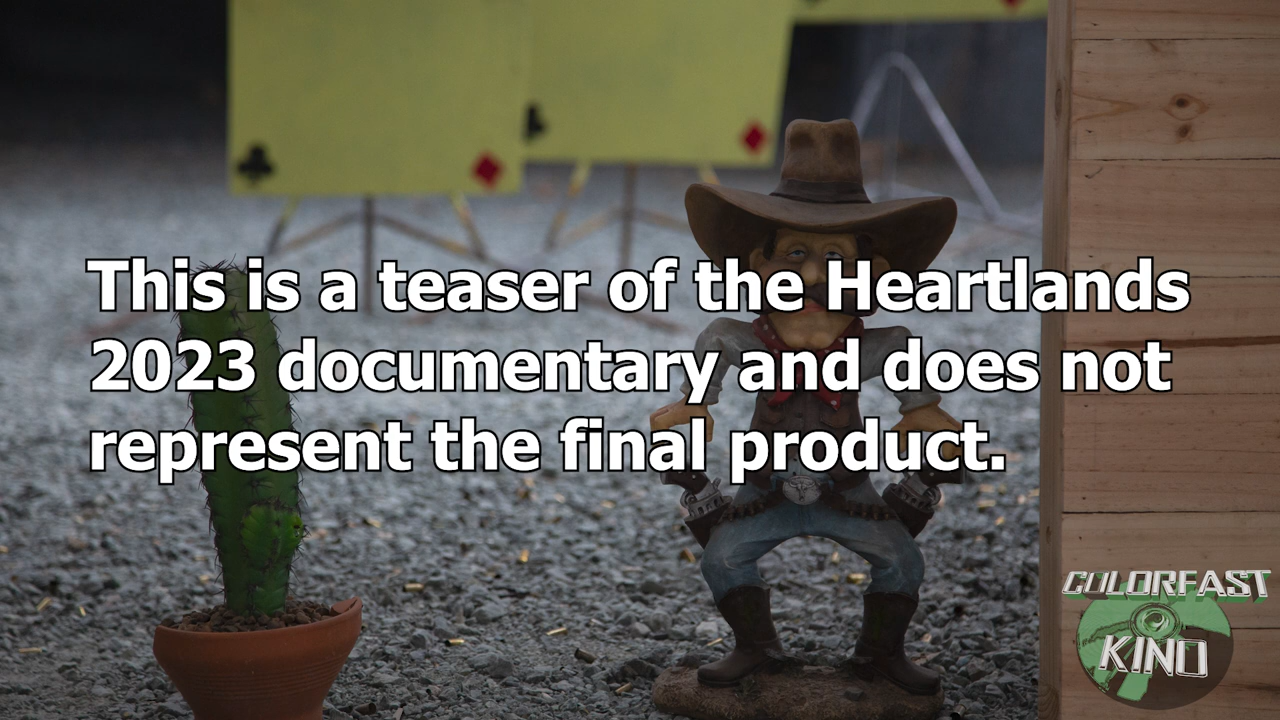 This is a teaser of the Heartlands
2023 documentary and does not
represent the final product.
COLORFAST
KINO